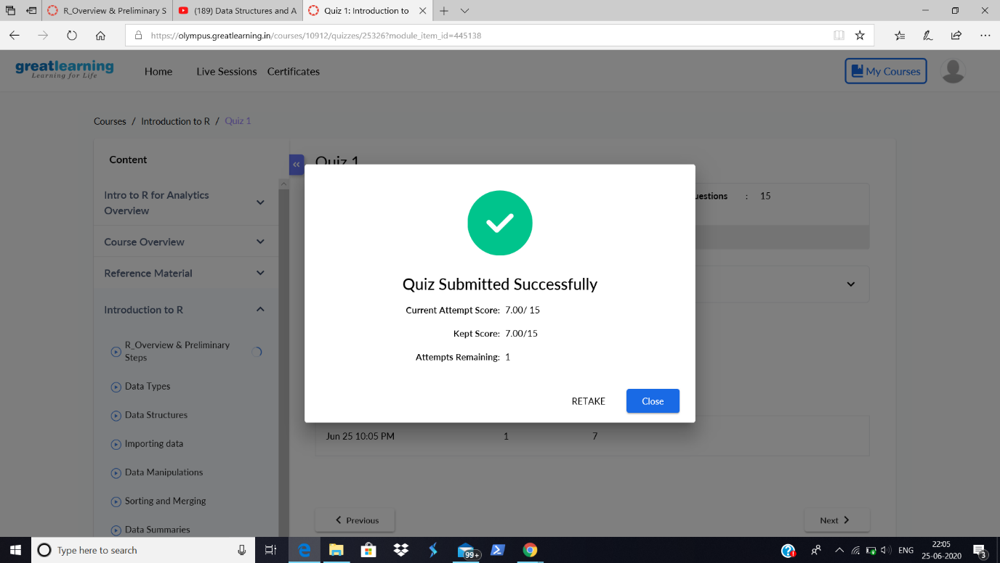 R_Overview & Preliminary S
(189) Data Structures and A
Quiz 1: Introduction to
https://olympus.greatlearning.in/courses/10912/quizzes/25326?module_item_id=445138
greatlearning
Learning for Life
Home
Live Sessions
Certificates
My Courses
Courses / Introduction to R / Quiz 1
Content
Quiz 1
Intro to R for Analytics
Overview
uestions : 15
Course Overview
Reference Material
Introduction to R
R_Overview & Preliminary
Steps
Data Types
Data Structures
Importing data
Data Manipulations
Sorting and Merging
Data Summaries
Quiz Submitted Successfully
Current Attempt Score: 7.00/ 15
Kept Score: 7.00/15
Attempts Remaining: 1
RETAKE
Close
Jun 25 10:05 PM 1 7
Previous
Next
Type here to search
99+
ENG
22:05
25-06-2020
3